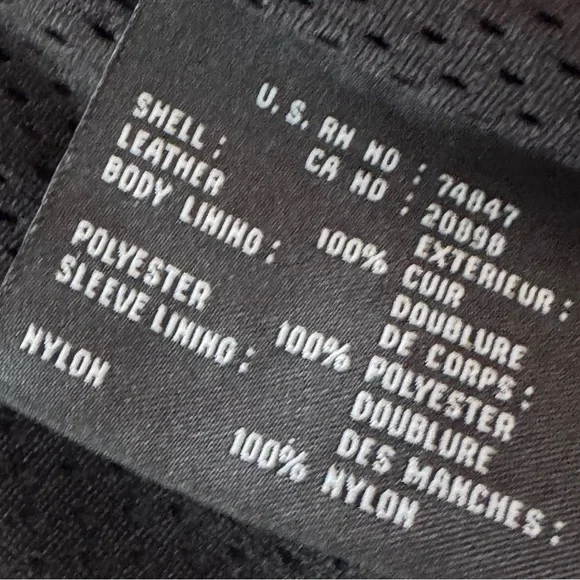 U.S. RN NO : 74847
CA NO : 20898
SHELL : EXTERIEUR :
LEATHER 100% CUIR
BODY LINING : DOUBLURE
DE CORPS :
POLYESTER 100% POLYESTER
SLEEVE LINING : DOUBLURE
DES MANCHES :
NYLON 100% NYLON